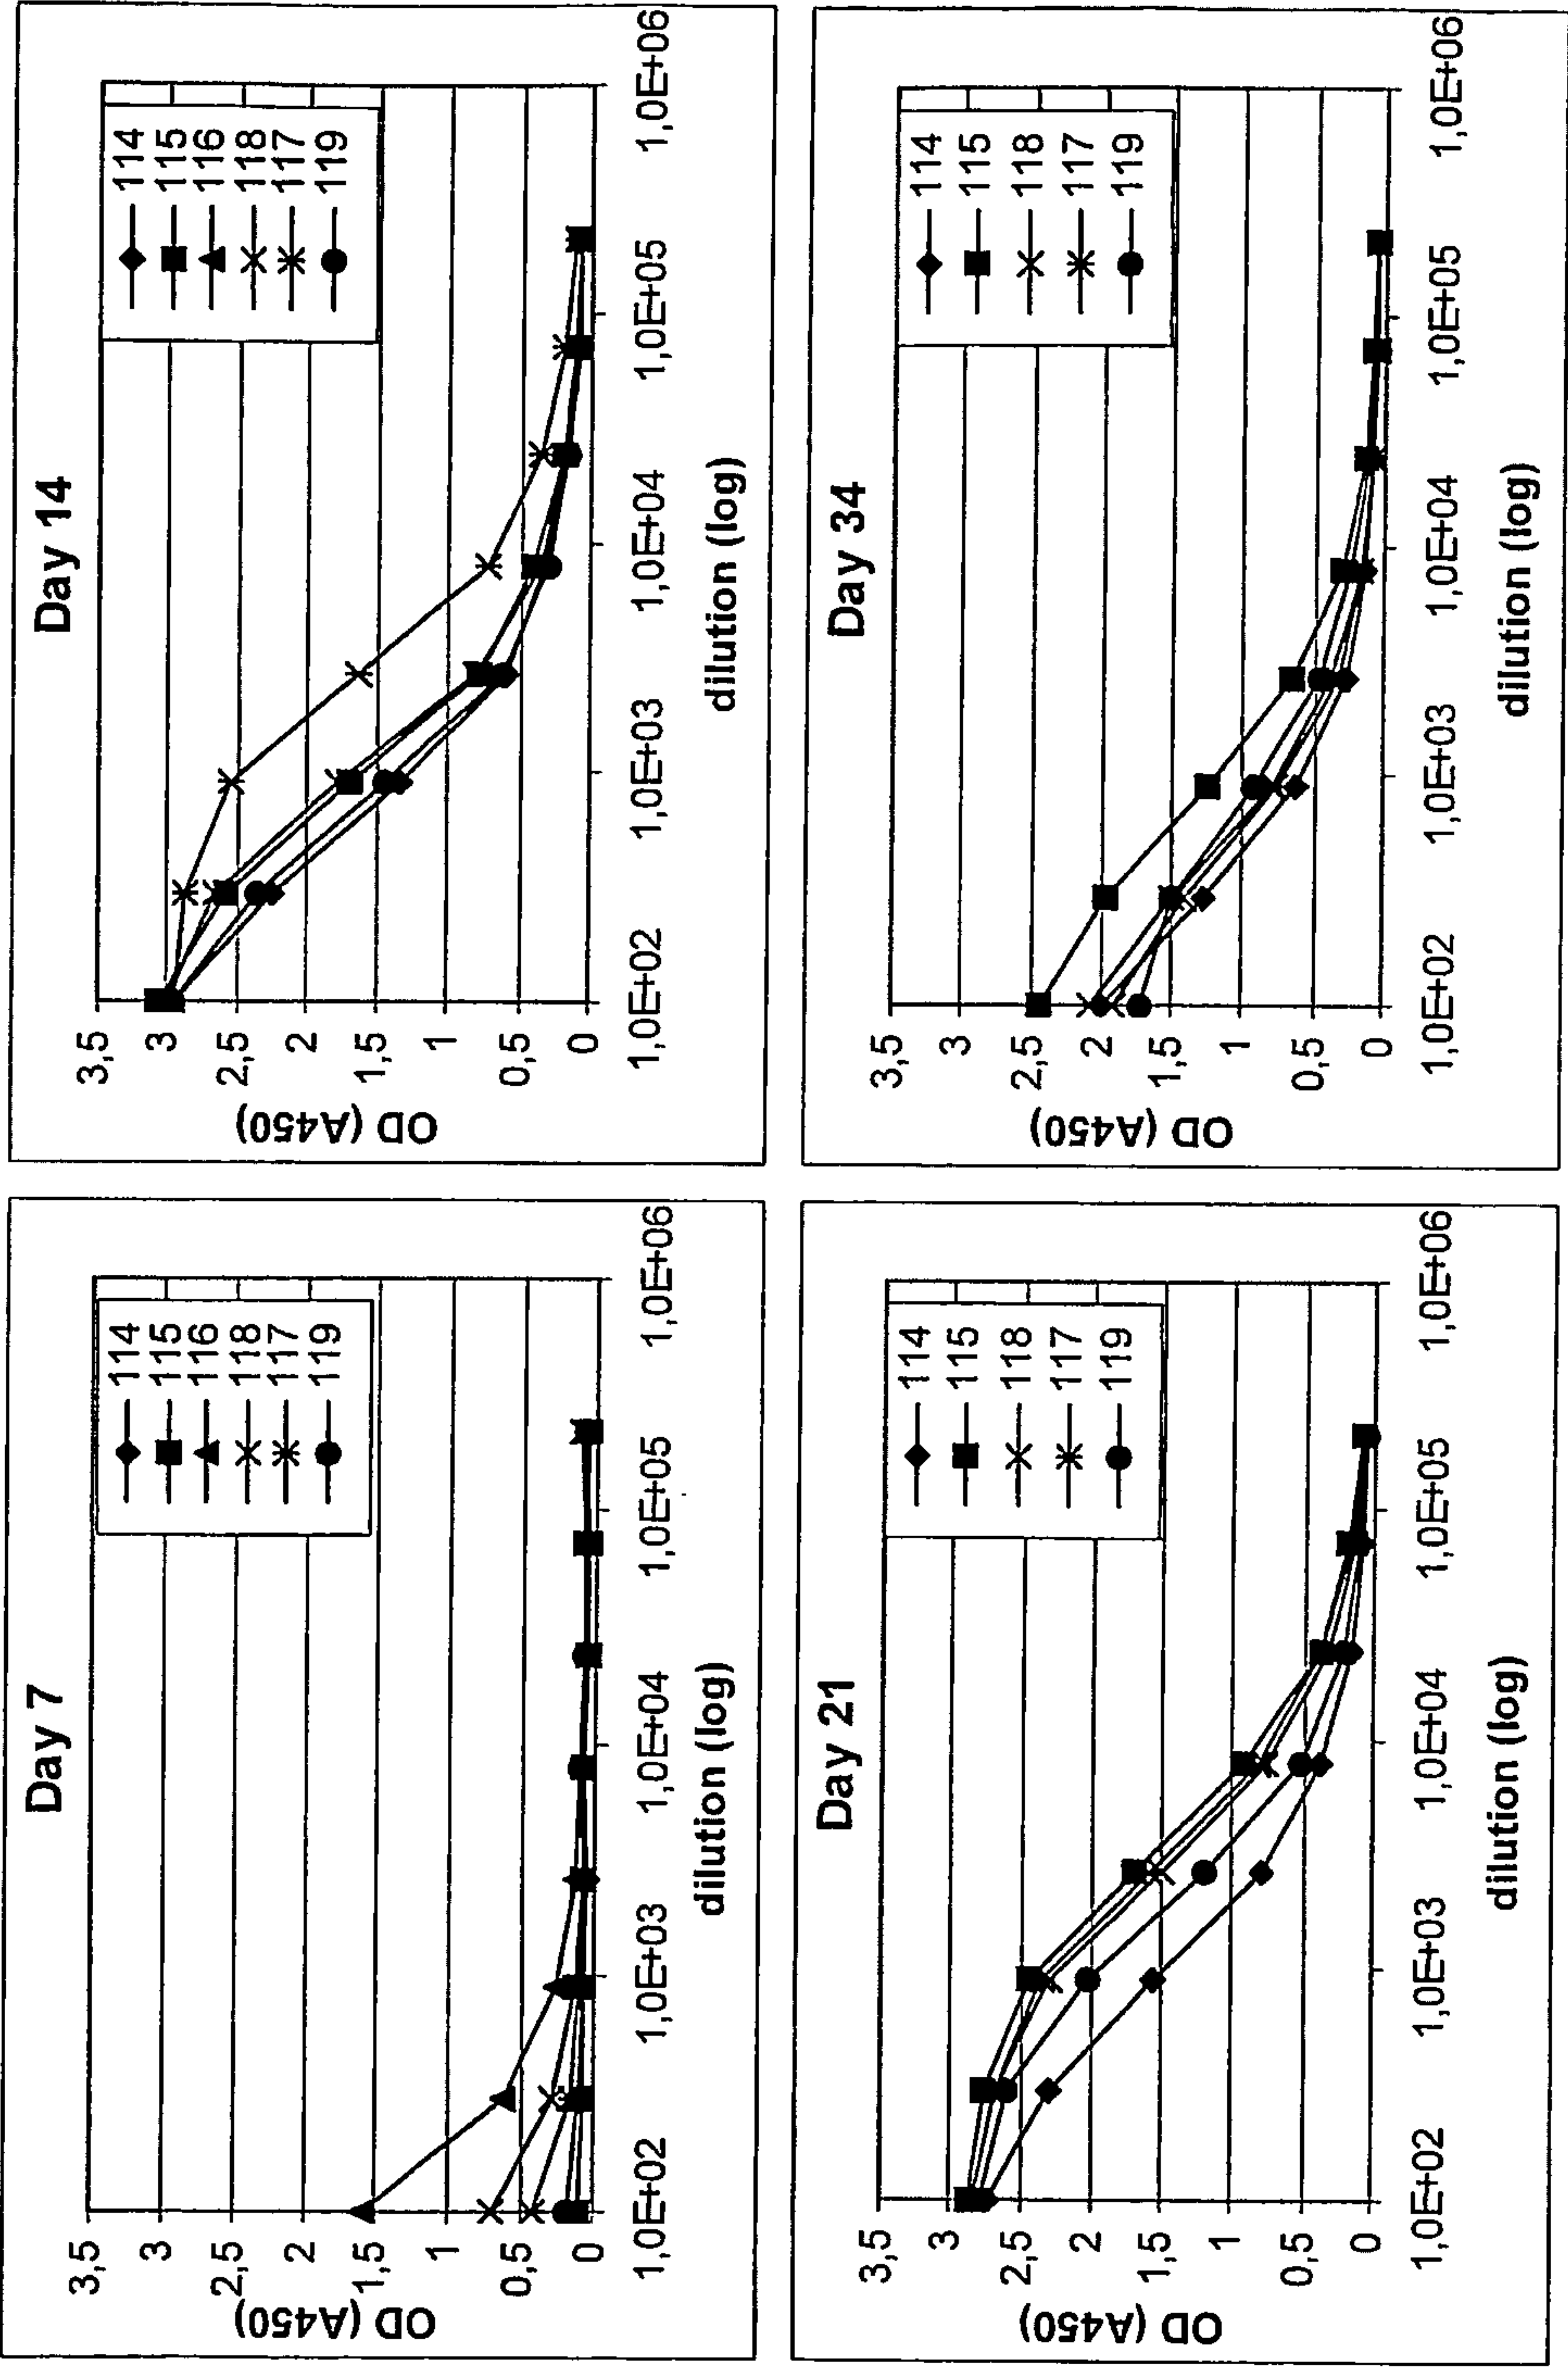 Day 7
3,5
3
2,5
2
1,5
1
0,5
0
OD (A450)
1,0E+02
1,0E+03
1,0E+04
1,0E+05
1,0E+06
dilution (log)
114
115
116
118
117
119
Day 14
3,5
3
2,5
2
1,5
1
0,5
0
OD (A450)
1,0E+02
1,0E+03
1,0E+04
1,0E+05
1,0E+06
dilution (log)
114
115
116
118
117
119
Day 21
3,5
3
2,5
2
1,5
1
0,5
0
OD (A450)
1,0E+02
1,0E+03
1,0E+04
1,0E+05
1,0E+06
dilution (log)
114
115
118
117
119
Day 34
3,5
3
2,5
2
1,5
1
0,5
0
OD (A450)
1,0E+02
1,0E+03
1,0E+04
1,0E+05
1,0E+06
dilution (log)
114
115
118
117
119